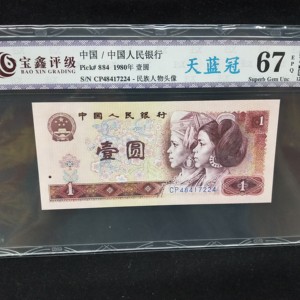 宝鑫评级
BAO XIN GRADING
中国 / 中国人民银行
Pick# 884 1980年 壹圆
S/N CP48417224 - 民族人物头像
天蓝冠
67
EPQ
Superb Gem Unc
中国人民银行
壹圆
1
1
CP48417224